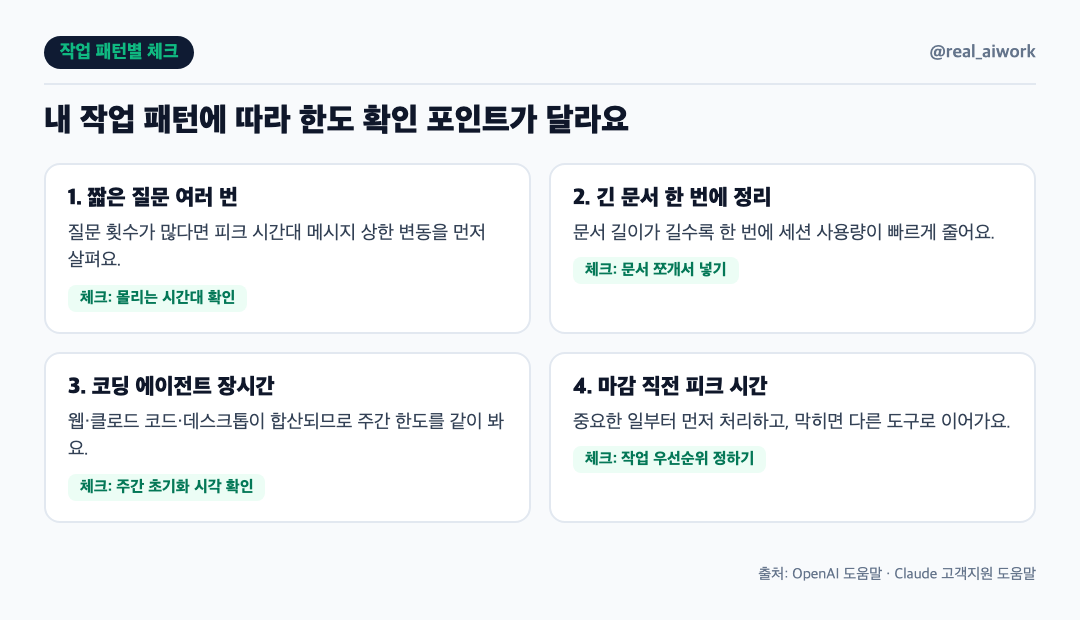 작업 패턴별 체크
@real_aiwork
내 작업 패턴에 따라 한도 확인 포인트가 달라요
1. 짧은 질문 여러 번
질문 횟수가 많다면 피크 시간대 메시지 상한 변동을 먼저
살펴요.
체크: 몰리는 시간대 확인
2. 긴 문서 한 번에 정리
문서 길이가 길수록 한 번에 세션 사용량이 빠르게 줄어요.
체크: 문서 쪼개서 넣기
3. 코딩 에이전트 장시간
웹·클로드 코드·데스크톱이 합산되므로 주간 한도를 같이 봐
요.
체크: 주간 초기화 시각 확인
4. 마감 직전 피크 시간
중요한 일부터 먼저 처리하고, 막히면 다른 도구로 이어가요.
체크: 작업 우선순위 정하기
출처: OpenAI 도움말 · Claude 고객지원 도움말